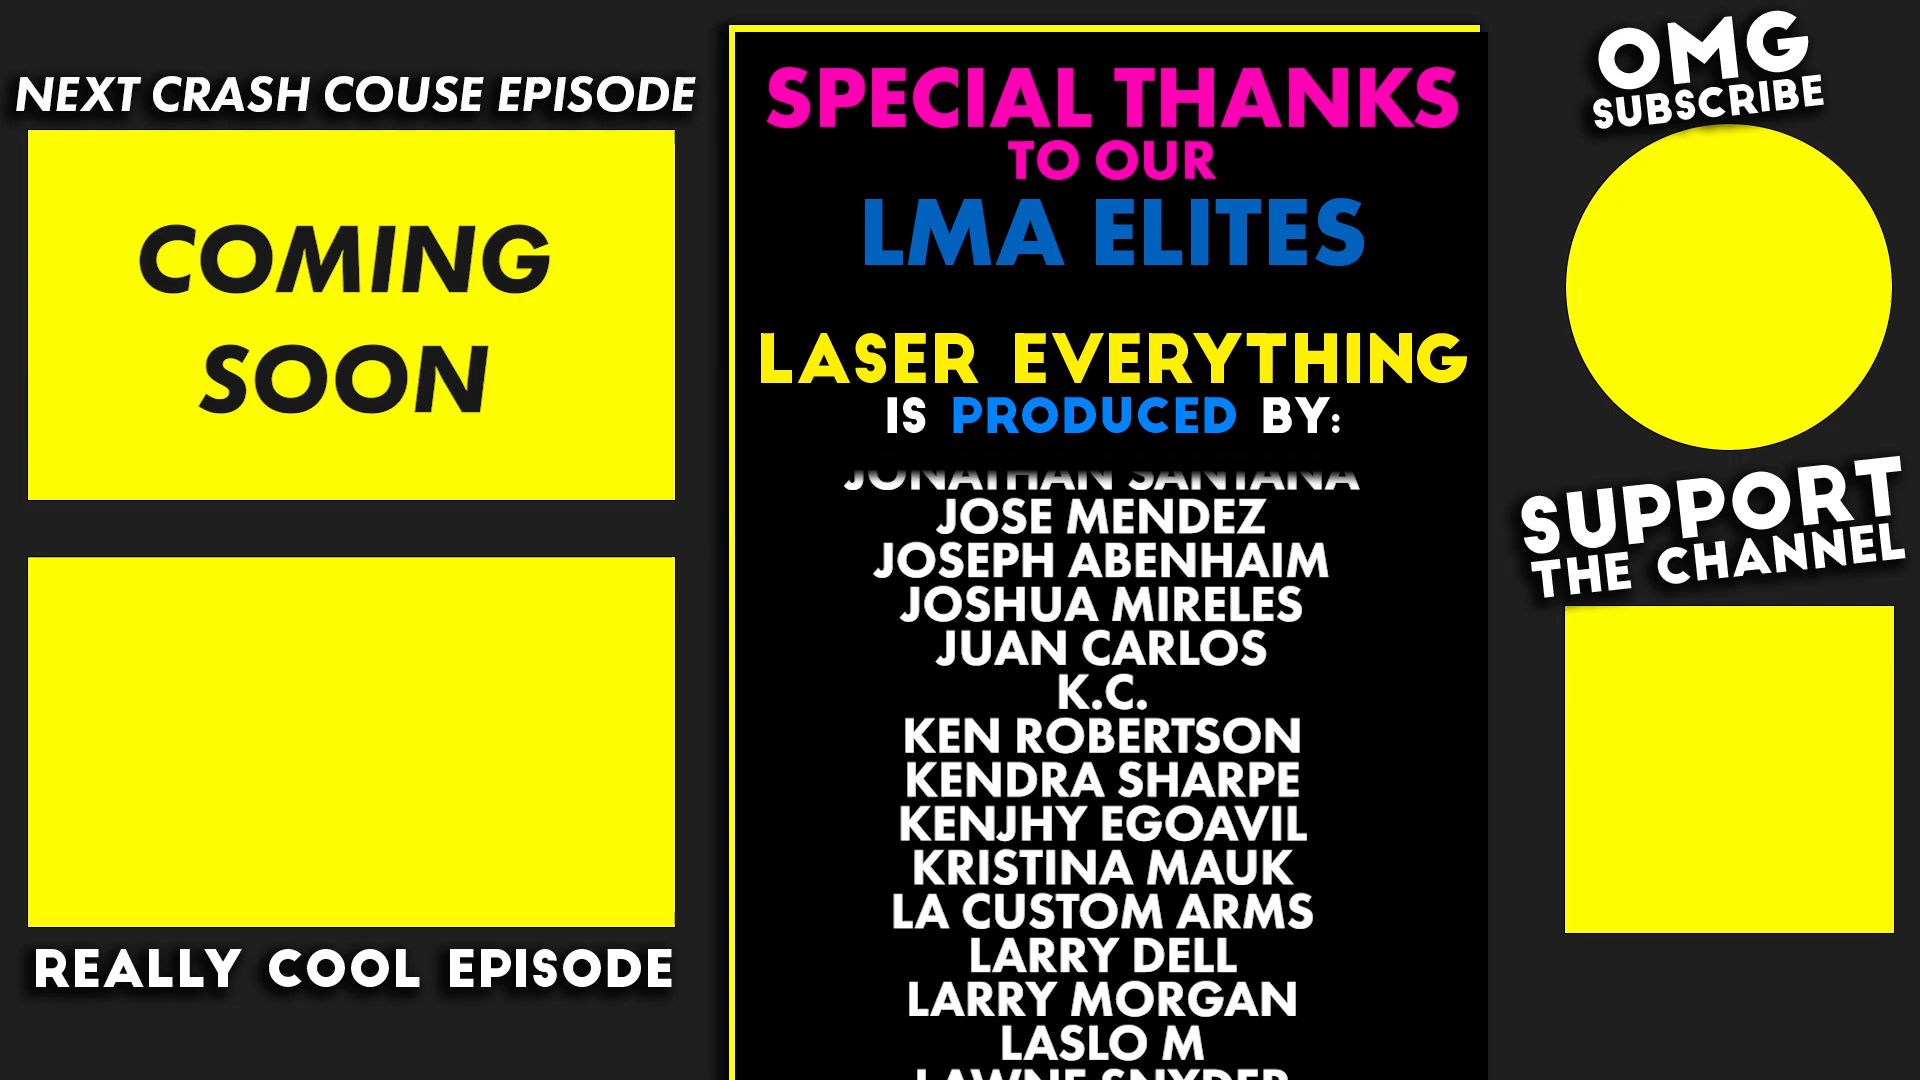 NEXT CRASH COUSE EPISODE
COMING
SOON
REALLY COOL EPISODE
SPECIAL THANKS
TO OUR
LMA ELITES
LASER EVERYTHING
IS PRODUCED BY:
JONATHAN SANTANA
JOSE MENDEZ
JOSEPH ABENHAIM
JOSHUA MIRELES
JUAN CARLOS
K.C.
KEN ROBERTSON
KENDRA SHARPE
KENJHY EGOAVIL
KRISTINA MAUK
LA CUSTOM ARMS
LARRY DELL
LARRY MORGAN
LASLO M
OMG
SUBSCRIBE
SUPPORT
THE CHANNEL